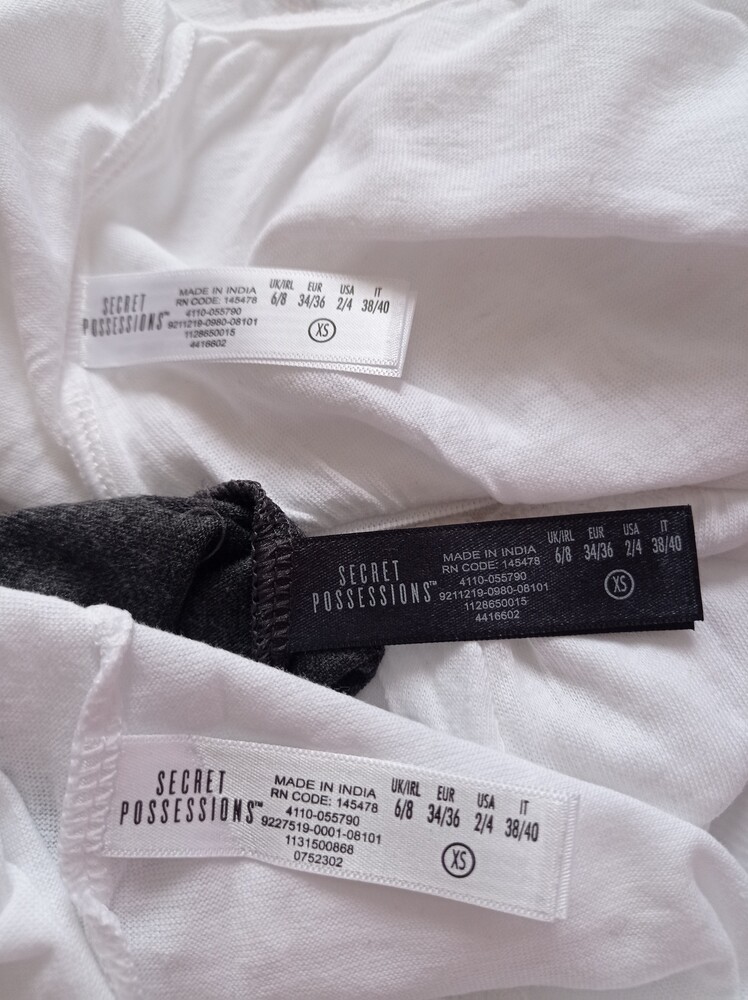 SECRET
POSSESSIONS™
MADE IN INDIA
RN CODE: 145478
4110-055790
9211219-0980-08101
1128650015
4416602
UK/IRL EUR USA IT
6/8 34/36 2/4 38/40
XS
SECRET
POSSESSIONS™
MADE IN INDIA
RN CODE: 145478
4110-055790
9211219-0980-08101
1128650015
4416602
UK/IRL EUR USA IT
6/8 34/36 2/4 38/40
XS
SECRET
POSSESSIONS™
MADE IN INDIA
RN CODE: 145478
4110-055790
9227519-0001-08101
1131500868
0752302
UK/IRL EUR USA IT
6/8 34/36 2/4 38/40
XS